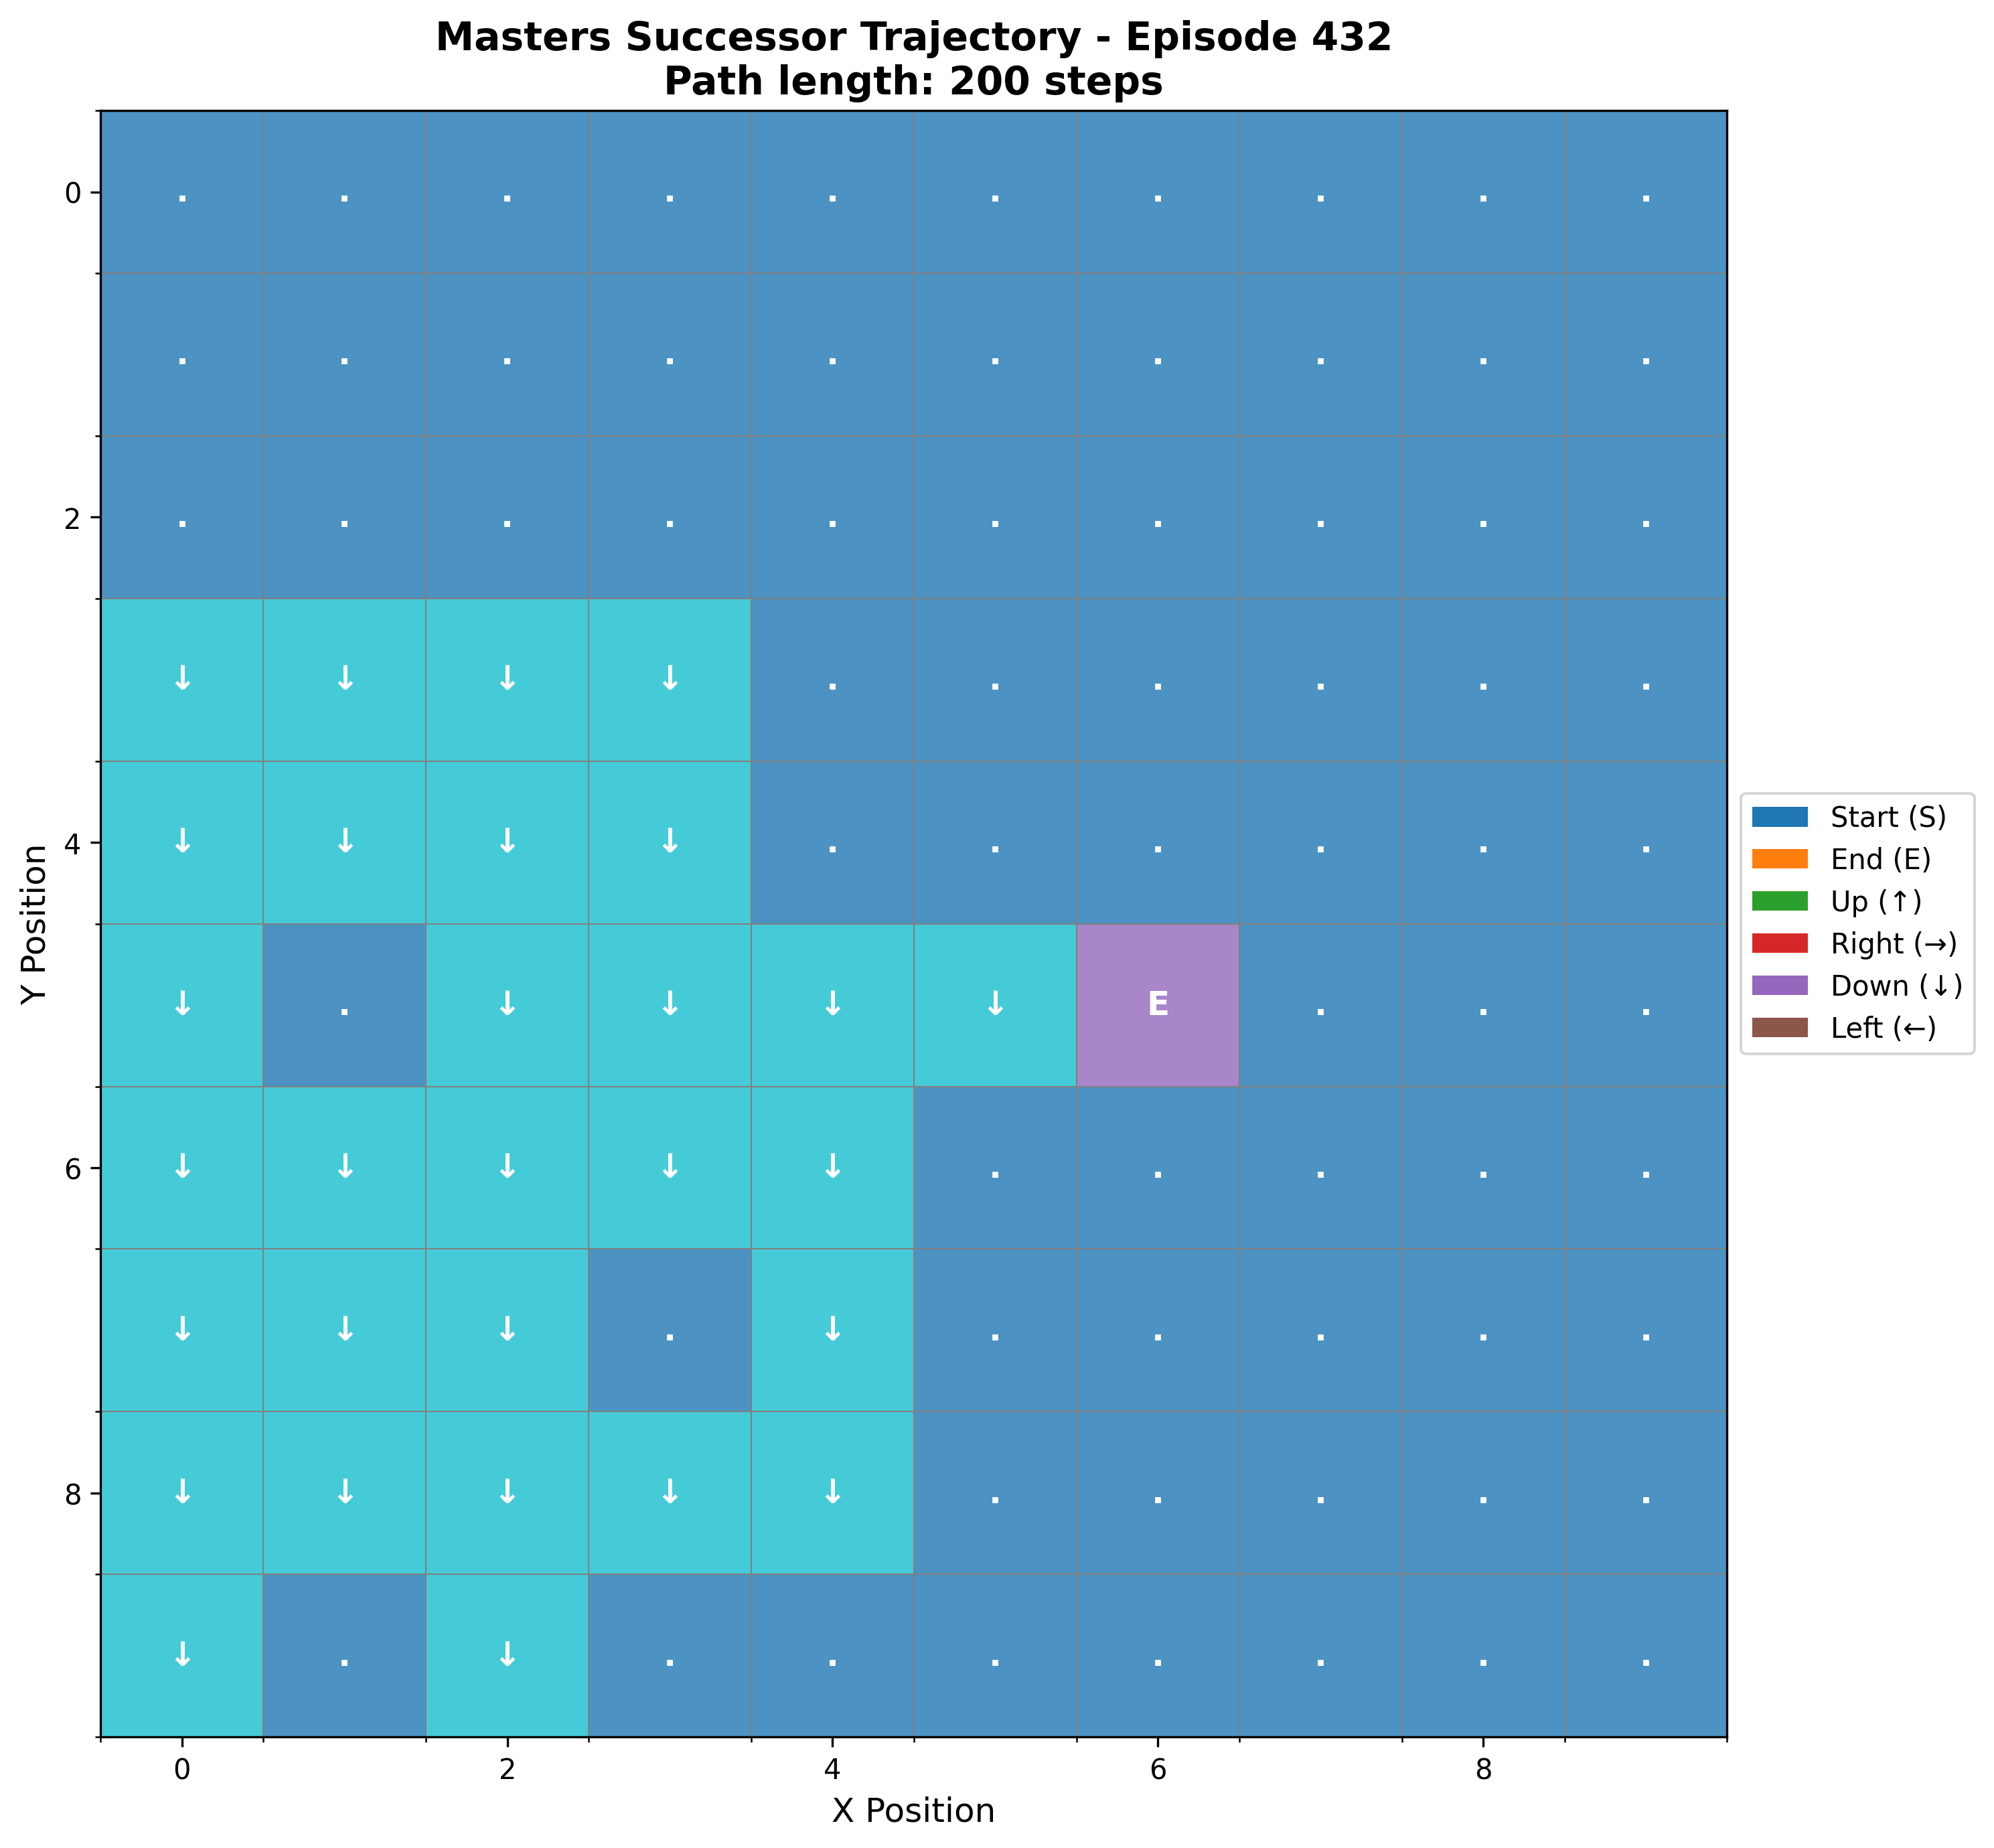 Masters Successor Trajectory - Episode 432
Path length: 200 steps
0 . . . . . . . . . .
. . . . . . . . . .
2 . . . . . . . . . .
↓ ↓ ↓ ↓ . . . . . .
4 ↓ ↓ ↓ ↓ . . . . . .
↓ . ↓ ↓ ↓ ↓ E . . .
6 ↓ ↓ ↓ ↓ ↓ . . . . .
↓ ↓ ↓ . ↓ . . . . .
8 ↓ ↓ ↓ ↓ ↓ . . . . .
↓ . ↓ . . . . . . .
0 2 4 6 8
X Position
Y Position
Start (S)
End (E)
Up (↑)
Right (→)
Down (↓)
Left (←)